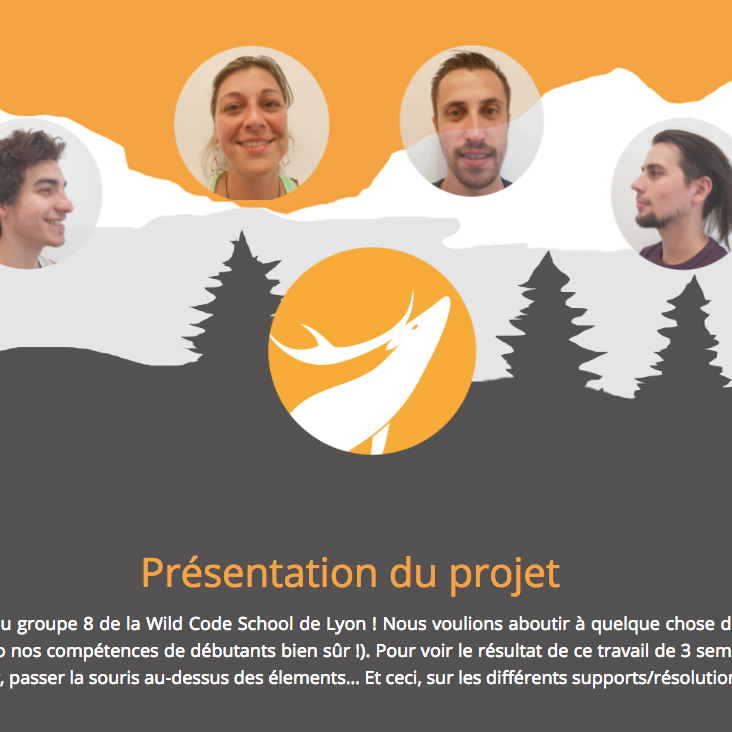 Présentation du projet
u groupe 8 de la Wild Code School de Lyon ! Nous voulions aboutir à quelque chose d
o nos compétences de débutants bien sûr !). Pour voir le résultat de ce travail de 3 sem
, passer la souris au-dessus des élements... Et ceci, sur les différents supports/résolution